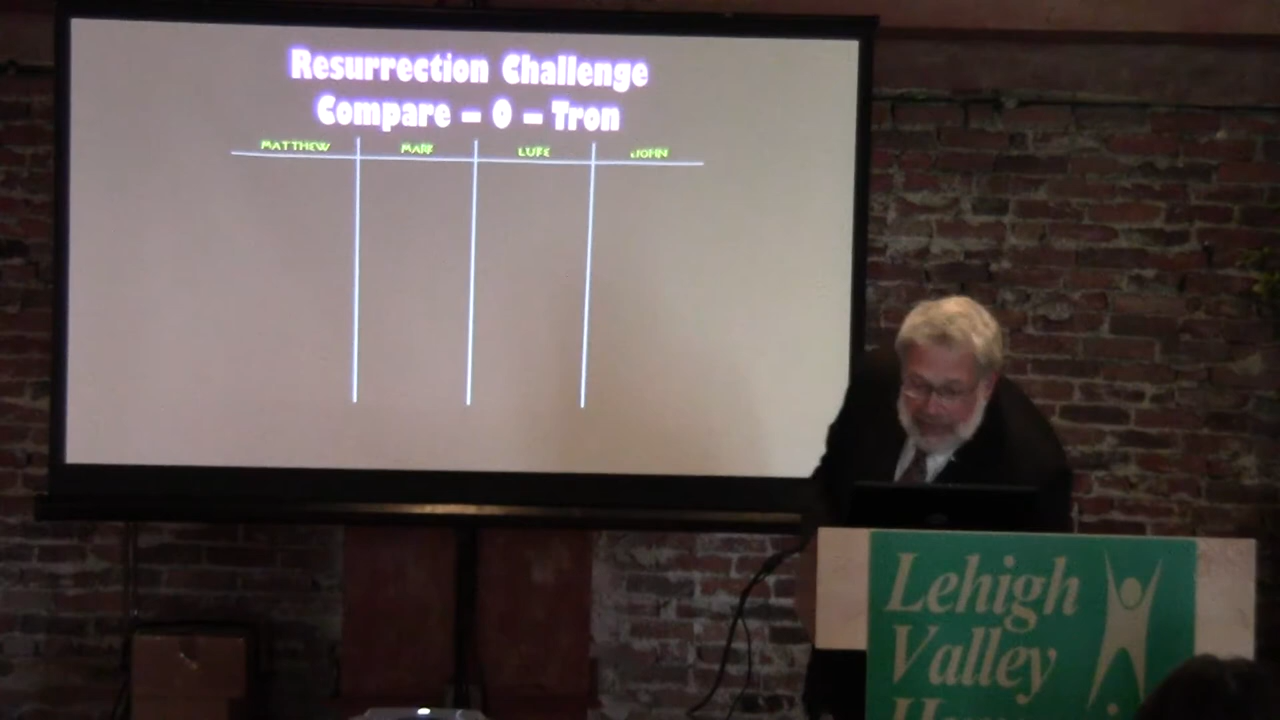 Resurrection Challenge
Compare – O – Tron
MATTHEW MARK LUKE JOHN
Lehigh
Valley